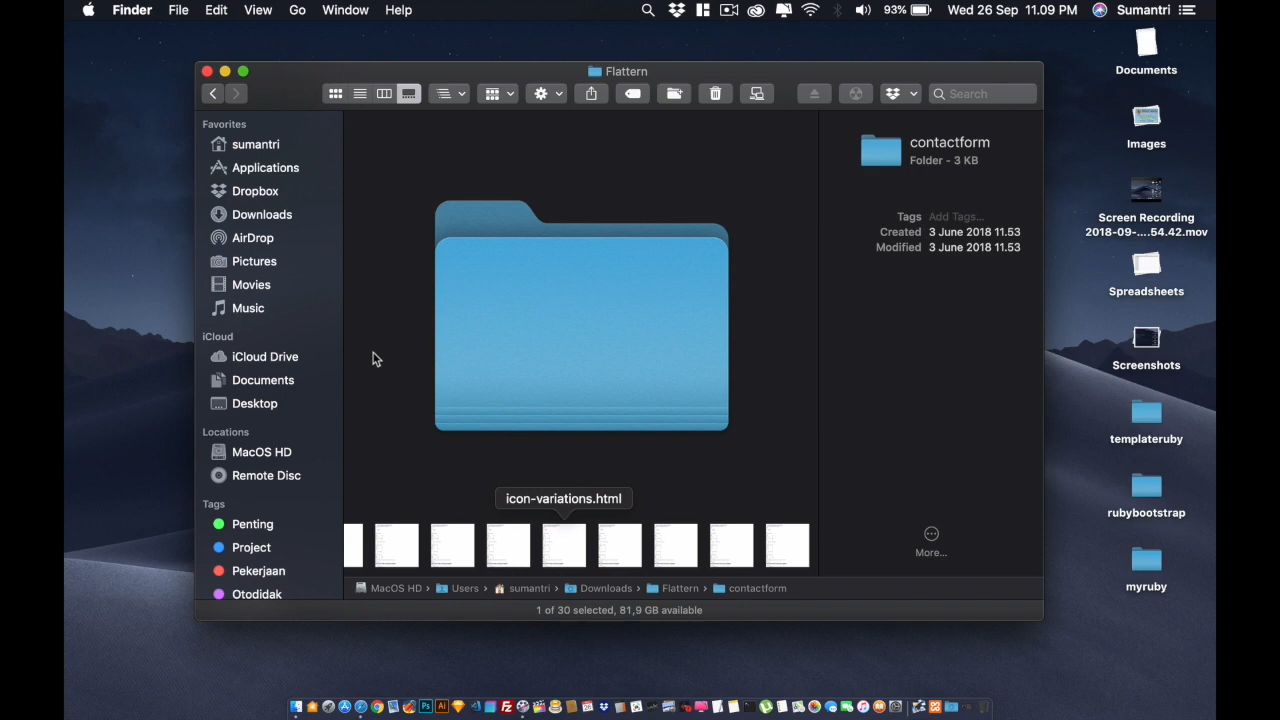 Finder File Edit View Go Window Help 93% Wed 26 Sep 11.09 PM Sumantri
Flattern
Search
Favorites
sumantri
Applications
Dropbox
Downloads
AirDrop
Pictures
Movies
Music
iCloud
iCloud Drive
Documents
Desktop
Locations
MacOS HD
Remote Disc
Tags
Penting
Project
Pekerjaan
Otodidak
contactform
Folder - 3 KB
Tags Add Tags...
Created 3 June 2018 11.53
Modified 3 June 2018 11.53
More...
icon-variations.html
MacOS HD › Users › sumantri › Downloads › Flattern › contactform
1 of 30 selected, 81,9 GB available
Documents
Images
Screen Recording
2018-09-....54.42.mov
Spreadsheets
Screenshots
templateruby
rubybootstrap
myruby
Ps
Ai
Fz